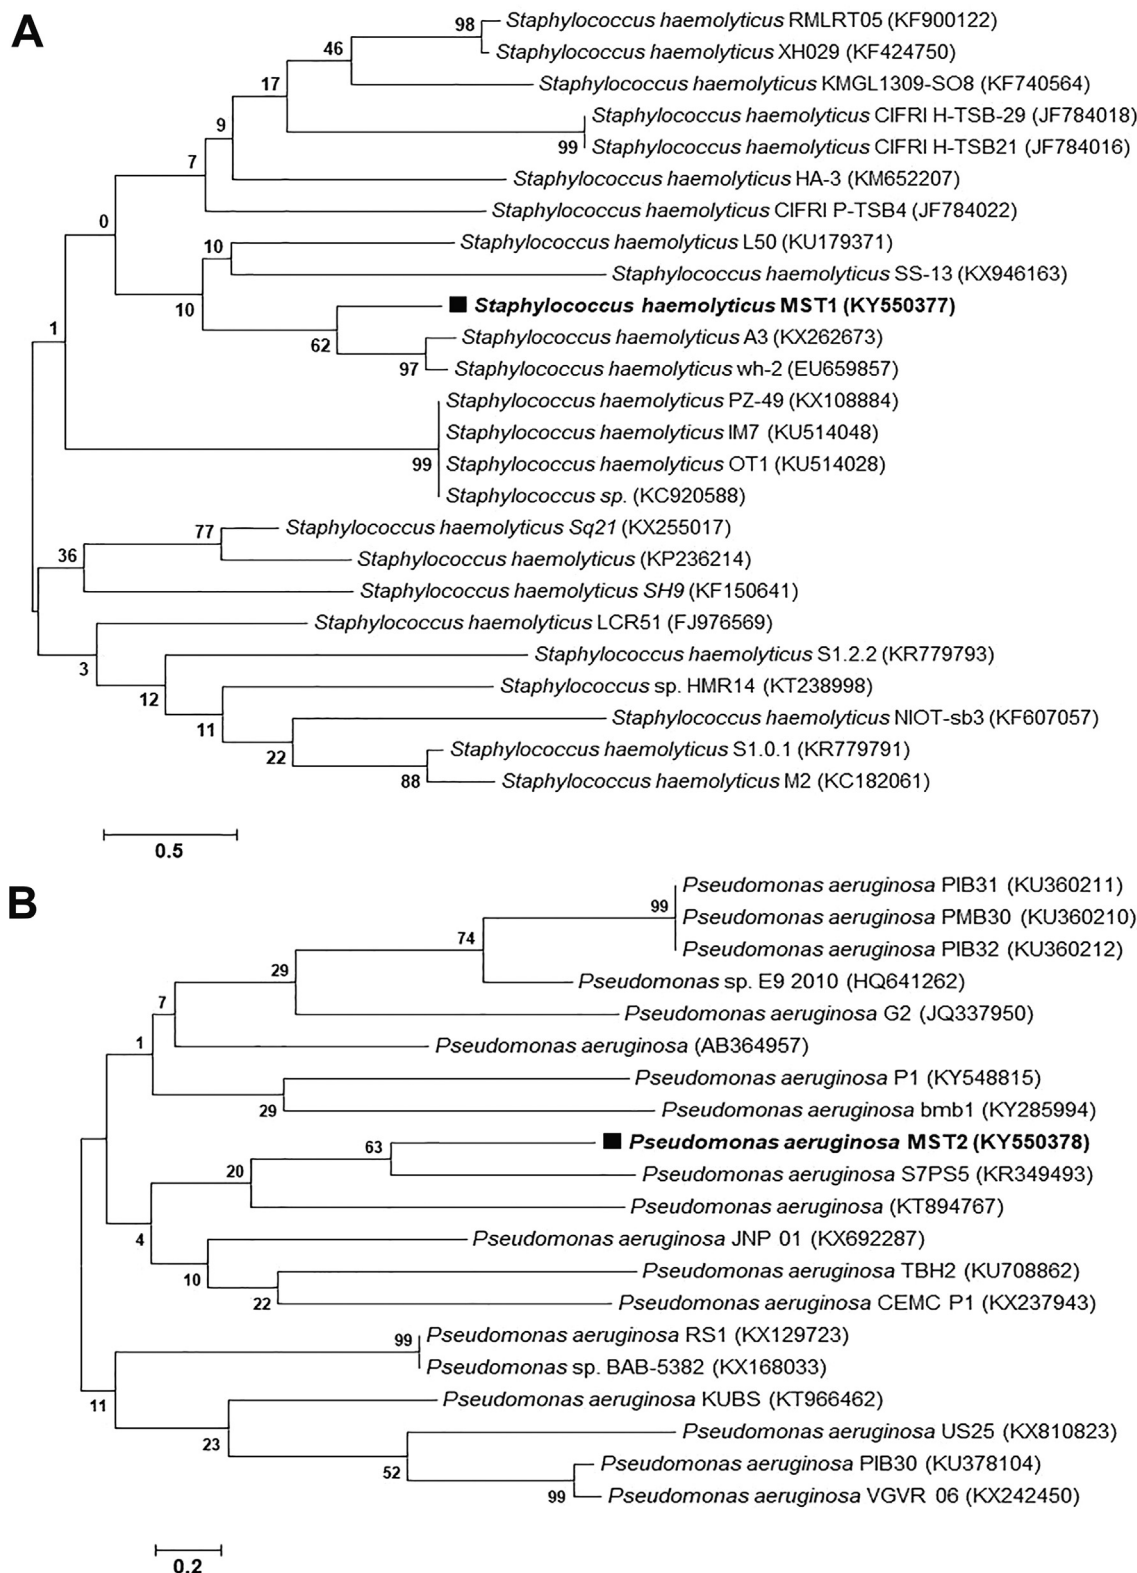 A
98
Staphylococcus haemolyticus RMLRT05 (KF900122)
46
Staphylococcus haemolyticus XH029 (KF424750)
17
Staphylococcus haemolyticus KMGL1309-SO8 (KF740564)
9
Staphylococcus haemolyticus CIFRI H-TSB-29 (JF784018)
99
Staphylococcus haemolyticus CIFRI H-TSB21 (JF784016)
7
Staphylococcus haemolyticus HA-3 (KM652207)
0
Staphylococcus haemolyticus CIFRI P-TSB4 (JF784022)
10
Staphylococcus haemolyticus L50 (KU179371)
Staphylococcus haemolyticus SS-13 (KX946163)
10
Staphylococcus haemolyticus MST1 (KY550377)
1
62
Staphylococcus haemolyticus A3 (KX262673)
97
Staphylococcus haemolyticus wh-2 (EU659857)
Staphylococcus haemolyticus PZ-49 (KX108884)
Staphylococcus haemolyticus IM7 (KU514048)
99
Staphylococcus haemolyticus OT1 (KU514028)
Staphylococcus sp. (KC920588)
77
Staphylococcus haemolyticus Sq21 (KX255017)
36
Staphylococcus haemolyticus (KP236214)
Staphylococcus haemolyticus SH9 (KF150641)
Staphylococcus haemolyticus LCR51 (FJ976569)
3
Staphylococcus haemolyticus S1.2.2 (KR779793)
12
Staphylococcus sp. HMR14 (KT238998)
11
Staphylococcus haemolyticus NIOT-sb3 (KF607057)
22
Staphylococcus haemolyticus S1.0.1 (KR779791)
88
Staphylococcus haemolyticus M2 (KC182061)
0.5
B
Pseudomonas aeruginosa PIB31 (KU360211)
99
Pseudomonas aeruginosa PMB30 (KU360210)
74
Pseudomonas aeruginosa PIB32 (KU360212)
29
Pseudomonas sp. E9 2010 (HQ641262)
7
Pseudomonas aeruginosa G2 (JQ337950)
1
Pseudomonas aeruginosa (AB364957)
Pseudomonas aeruginosa P1 (KY548815)
29
Pseudomonas aeruginosa bmb1 (KY285994)
63
Pseudomonas aeruginosa MST2 (KY550378)
20
Pseudomonas aeruginosa S7PS5 (KR349493)
Pseudomonas aeruginosa (KT894767)
4
Pseudomonas aeruginosa JNP 01 (KX692287)
10
Pseudomonas aeruginosa TBH2 (KU708862)
22
Pseudomonas aeruginosa CEMC P1 (KX237943)
99
Pseudomonas aeruginosa RS1 (KX129723)
Pseudomonas sp. BAB-5382 (KX168033)
11
Pseudomonas aeruginosa KUBS (KT966462)
23
Pseudomonas aeruginosa US25 (KX810823)
52
Pseudomonas aeruginosa PIB30 (KU378104)
99
Pseudomonas aeruginosa VGVR 06 (KX242450)
0.2